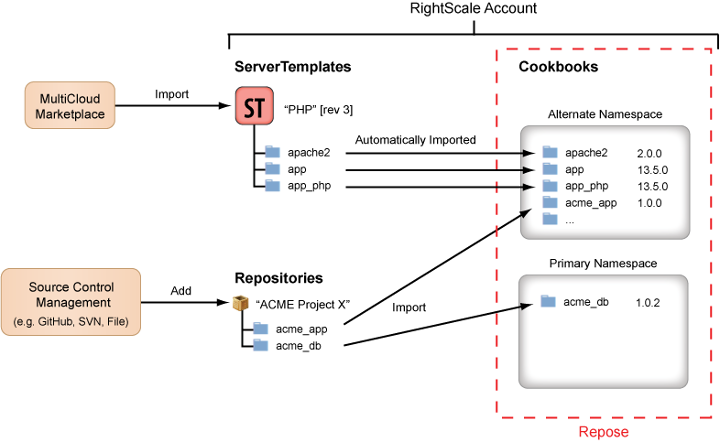 RightScale Account
ServerTemplates
Cookbooks
MultiCloud
Marketplace
Import
ST
“PHP” [rev 3]
Alternate Namespace
Automatically Imported
apache2
app
app_php
apache2 2.0.0
app 13.5.0
app_php 13.5.0
acme_app 1.0.0
...
Primary Namespace
Source Control
Management
(e.g. GitHub, SVN, File)
Add
Repositories
“ACME Project X”
Import
acme_app
acme_db
acme_db 1.0.2
Repose